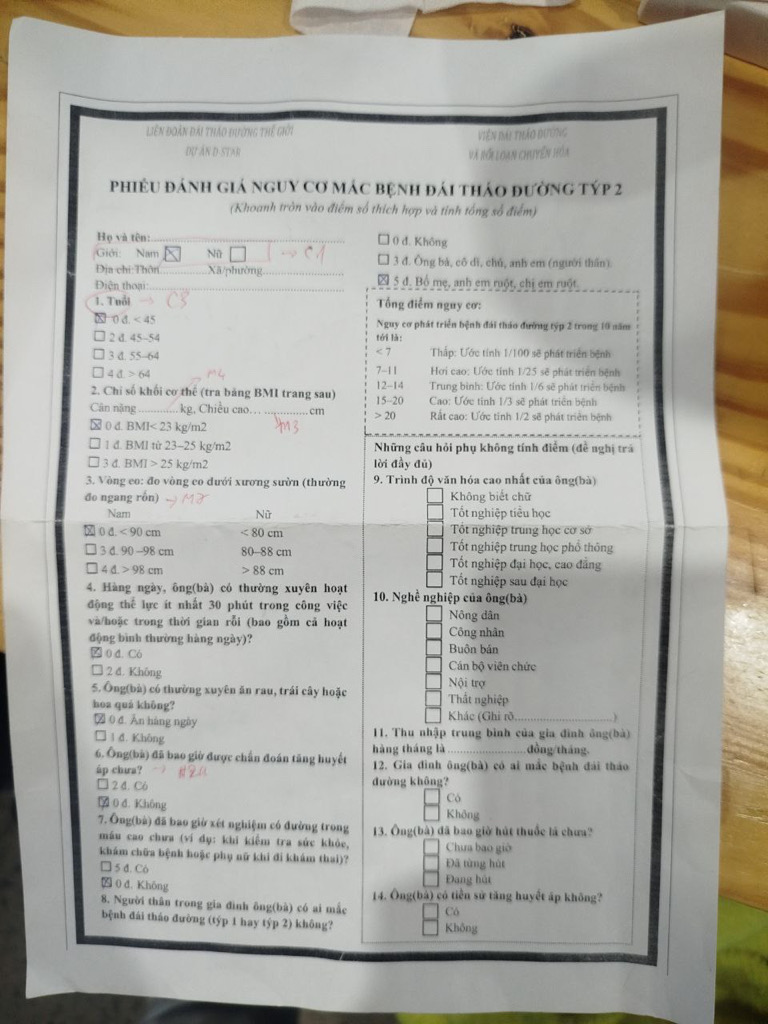 LIÊN ĐOÀN ĐÁI THÁO ĐƯỜNG THẾ GIỚI
DỰ ÁN D-STAR
VIỆN ĐÁI THÁO ĐƯỜNG
VÀ RỐI LOẠN CHUYỂN HÓA
PHIẾU ĐÁNH GIÁ NGUY CƠ MẮC BỆNH ĐÁI THÁO ĐƯỜNG TÝP 2
(Khoanh tròn vào điểm số thích hợp và tính tổng số điểm)
Họ và tên:
Giới: Nam ☒ Nữ ☐ → C1
Địa chỉ:Thôn Xã/phường
Điện thoại:
1. Tuổi → C3
☒ 0 đ. < 45
☐ 2 đ. 45–54
☐ 3 đ. 55–64
☐ 4 đ. > 64
M4
2. Chỉ số khối cơ thể (tra bảng BMI trang sau)
Cân nặng ............kg, Chiều cao... ............cm
M3
☒ 0 đ. BMI< 23 kg/m2
☐ 1 đ. BMI từ 23–25 kg/m2
☐ 3 đ. BMI > 25 kg/m2
3. Vòng eo: đo vòng eo dưới xương sườn (thường
đo ngang rốn)
Nam Nữ
☒ 0 đ. < 90 cm < 80 cm
☐ 3 đ. 90 –98 cm 80–88 cm
☐ 4 đ. > 98 cm > 88 cm
4. Hàng ngày, ông(bà) có thường xuyên hoạt
động thể lực ít nhất 30 phút trong công việc
và/hoặc trong thời gian rỗi (bao gồm cả hoạt
động bình thường hàng ngày)?
☒ 0 đ. Có
☐ 2 đ. Không
5. Ông(bà) có thường xuyên ăn rau, trái cây hoặc
hoa quả không?
☒ 0 đ. Ăn hàng ngày
☐ 1 đ. Không
6. Ông(bà) đã bao giờ được chẩn đoán tăng huyết
áp chưa?
☐ 2 đ. Có
☒ 0 đ. Không
7. Ông(bà) đã bao giờ xét nghiệm có đường trong
máu cao chưa (ví dụ: khi kiểm tra sức khỏe,
khám chữa bệnh hoặc phụ nữ khi đi khám thai)?
☐ 5 đ. Có
☒ 0 đ. Không
8. Người thân trong gia đình ông(bà) có ai mắc
bệnh đái tháo đường (týp 1 hay týp 2) không?
☐ 0 đ. Không
☐ 3 đ. Ông bà, cô dì, chú, anh em (người thân).
☒ 5 đ. Bố mẹ, anh em ruột, chị em ruột.
Tổng điểm nguy cơ:
Nguy cơ phát triển bệnh đái tháo đường týp 2 trong 10 năm
tới là:
< 7 Thấp: Ước tính 1/100 sẽ phát triển bệnh
7–11 Hơi cao: Ước tính 1/25 sẽ phát triển bệnh
12–14 Trung bình: Ước tính 1/6 sẽ phát triển bệnh
15–20 Cao: Ước tính 1/3 sẽ phát triển bệnh
> 20 Rất cao: Ước tính 1/2 sẽ phát triển bệnh
Những câu hỏi phụ không tính điểm (đề nghị trả
lời đầy đủ)
9. Trình độ văn hóa cao nhất của ông(bà)
☐ Không biết chữ
☐ Tốt nghiệp tiểu học
☐ Tốt nghiệp trung học cơ sở
☐ Tốt nghiệp trung học phổ thông
☐ Tốt nghiệp đại học, cao đẳng
☐ Tốt nghiệp sau đại học
10. Nghề nghiệp của ông(bà)
☐ Nông dân
☐ Công nhân
☐ Buôn bán
☐ Cán bộ viên chức
☐ Nội trợ
☐ Thất nghiệp
☐ Khác (Ghi rõ........................)
11. Thu nhập trung bình của gia đình ông(bà)
hàng tháng là ..................đồng/tháng.
12. Gia đình ông(bà) có ai mắc bệnh đái tháo
đường không?
☐ Có
☐ Không
13. Ông(bà) đã bao giờ hút thuốc lá chưa?
☐ Chưa bao giờ
☐ Đã từng hút
☐ Đang hút
14. Ông(bà) có tiền sử tăng huyết áp không?
☐ Có
☐ Không